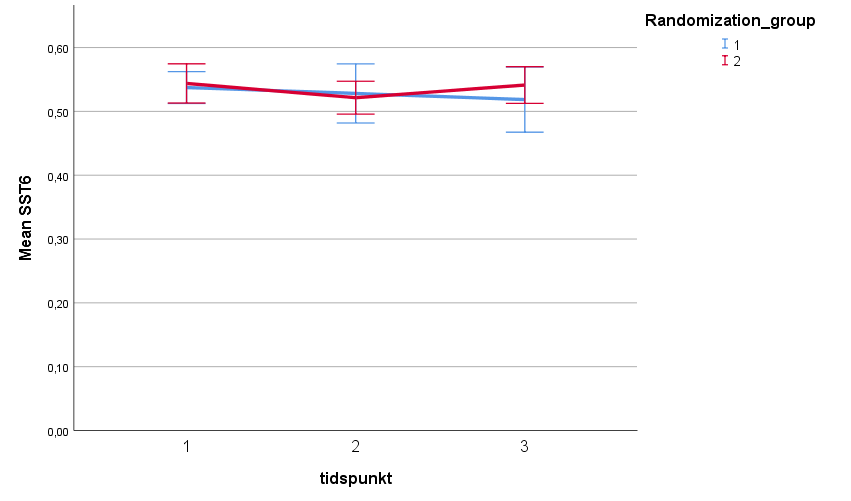 Randomization_group
1
2
Mean SST6
0,60
0,50
0,40
0,30
0,20
0,10
0,00
1 2 3
tidspunkt